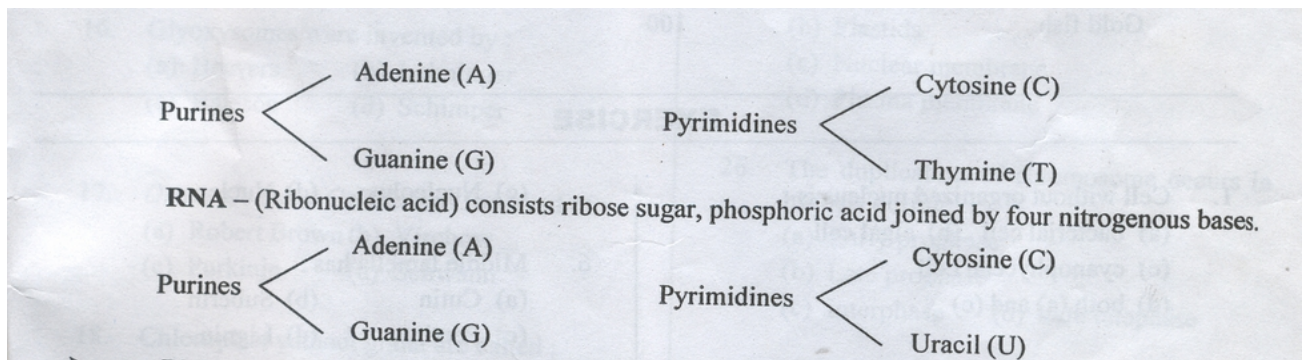 Adenine (A)
Cytosine (C)
Purines
Pyrimidines
Guanine (G)
Thymine (T)
RNA – (Ribonucleic acid) consists ribose sugar, phosphoric acid joined by four nitrogenous bases.
Adenine (A)
Cytosine (C)
Purines
Pyrimidines
Guanine (G)
Uracil (U)